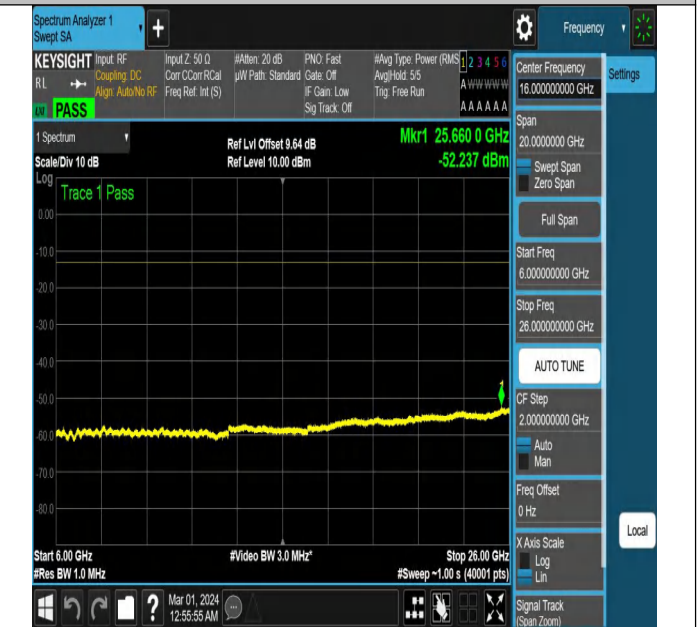 Spectrum Analyzer 1
Swept SA
+
Frequency
KEYSIGHT
RL
PASS
Input: RF
Coupling: DC
Align: Auto/No RF
Input Z: 50 Ω
Corr CCorr RCal
Freq Ref: Int (S)
#Atten: 20 dB
µW Path: Standard
PNO: Fast
Gate: Off
IF Gain: Low
Sig Track: Off
#Avg Type: Power (RMS
Avg|Hold: 5/5
Trig: Free Run
1 2 3 4 5 6
A W W W W W
A A A A A A
1 Spectrum
Scale/Div 10 dB
Ref Lvl Offset 9.64 dB
Ref Level 10.00 dBm
Mkr1 25.660 0 GHz
-52.237 dBm
Log
Trace 1 Pass
0.00
-10.0
-20.0
-30.0
-40.0
-50.0
-60.0
-70.0
-80.0
1
Start 6.00 GHz
#Res BW 1.0 MHz
#Video BW 3.0 MHz*
Stop 26.00 GHz
#Sweep ~1.00 s (40001 pts)
Mar 01, 2024
12:55:55 AM
?
Center Frequency
16.000000000 GHz
Settings
Span
20.0000000 GHz
Swept Span
Zero Span
Full Span
Start Freq
6.000000000 GHz
Stop Freq
26.000000000 GHz
AUTO TUNE
CF Step
2.000000000 GHz
Auto
Man
Freq Offset
0 Hz
X Axis Scale
Log
Lin
Local
Signal Track
(Span Zoom)